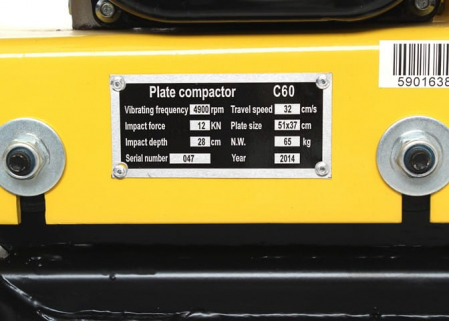 Plate compactor C60
Vibrating frequency 4900 rpm Travel speed 32 cm/s
Impact force 12 KN Plate size 51x37 cm
Impact depth 28 cm N.W. 65 kg
Serial number 047 Year 2014
5901638